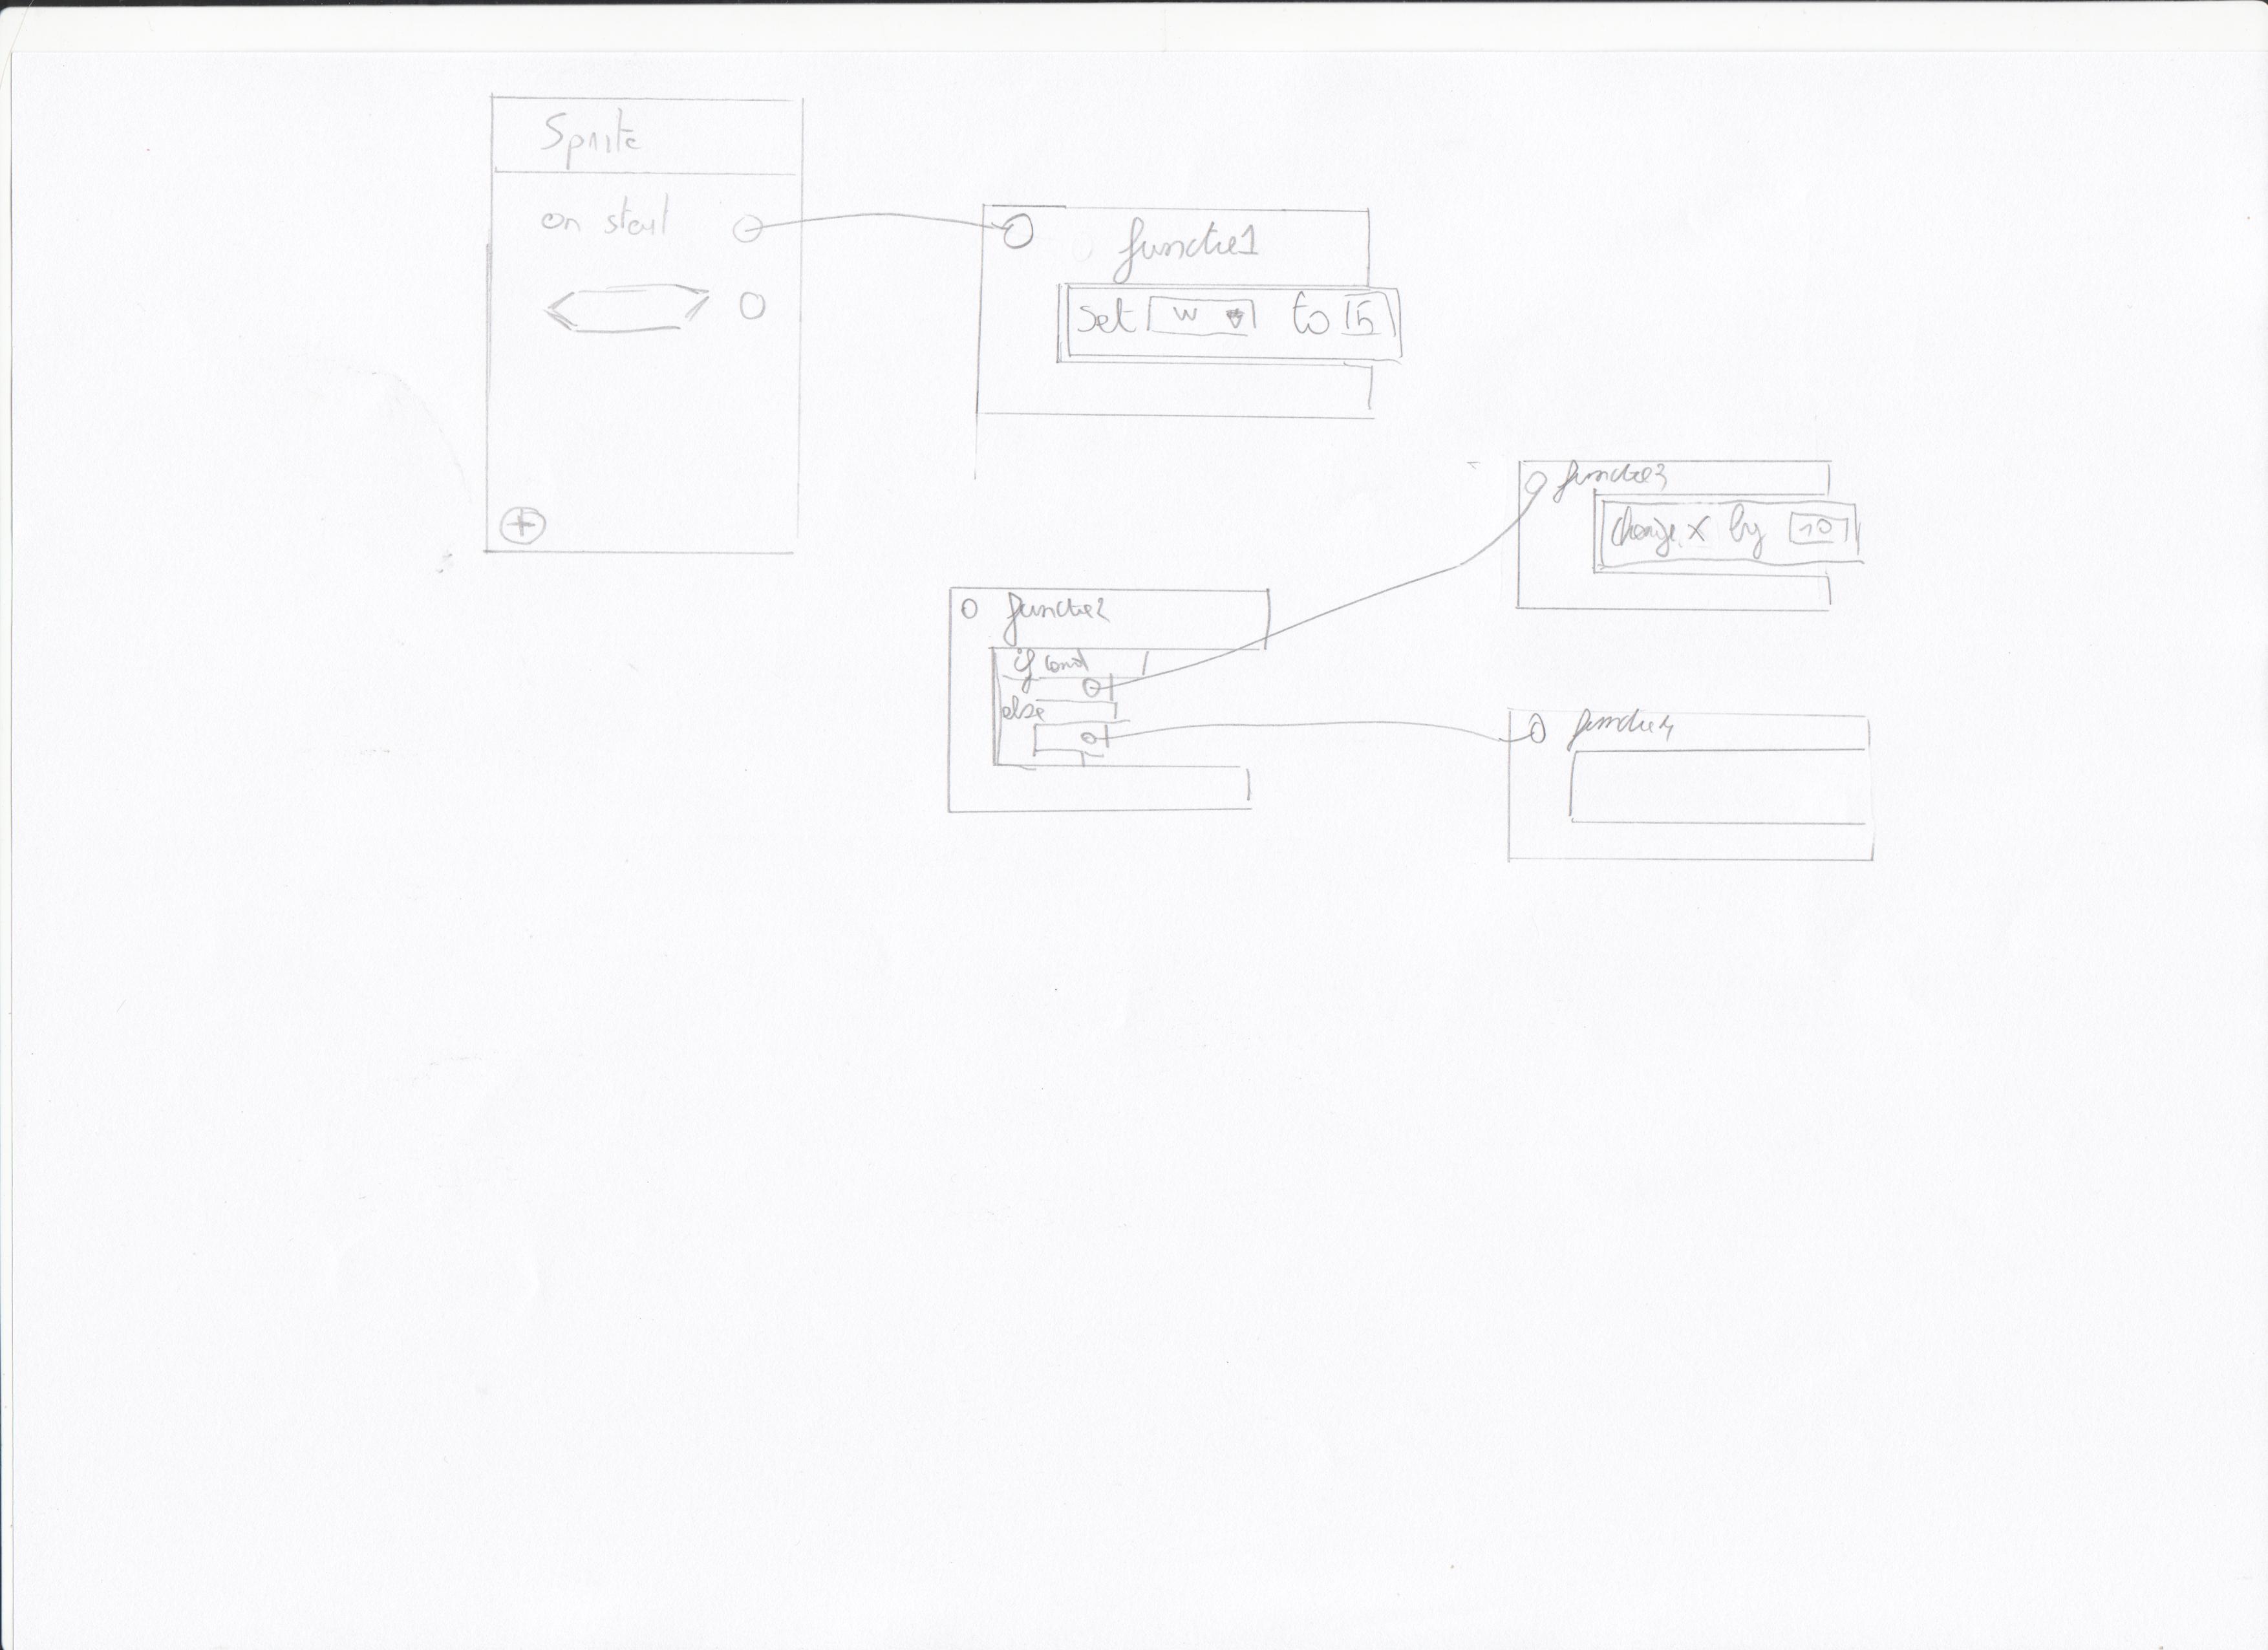 Sprite
on start
functie1
set w to 15
functie3
change x by 10
functie2
if cond
else
functie4